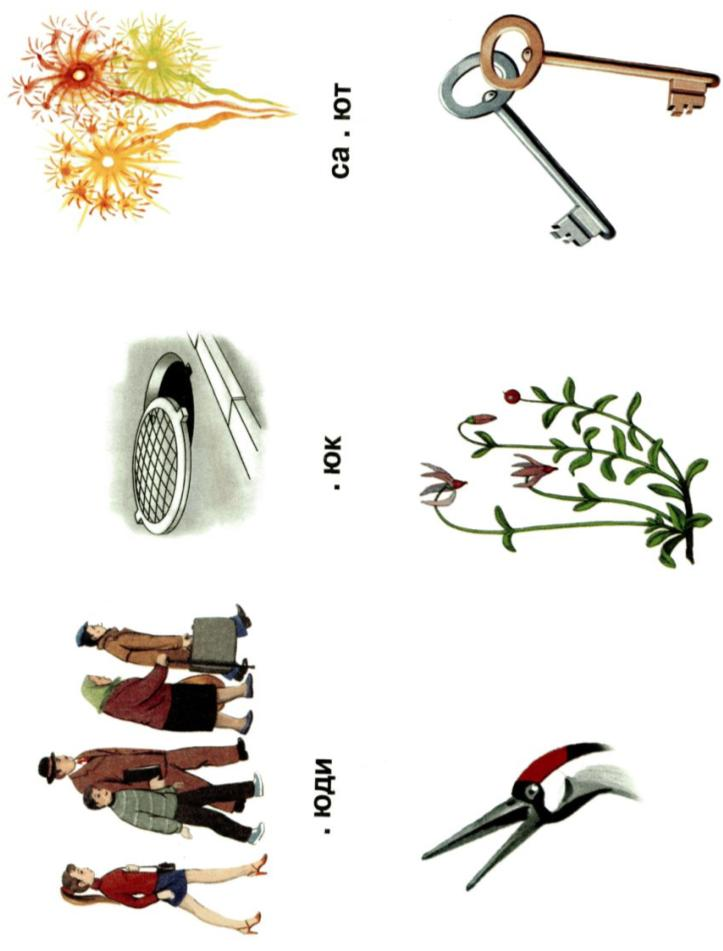 . юди
. юк
са . ют